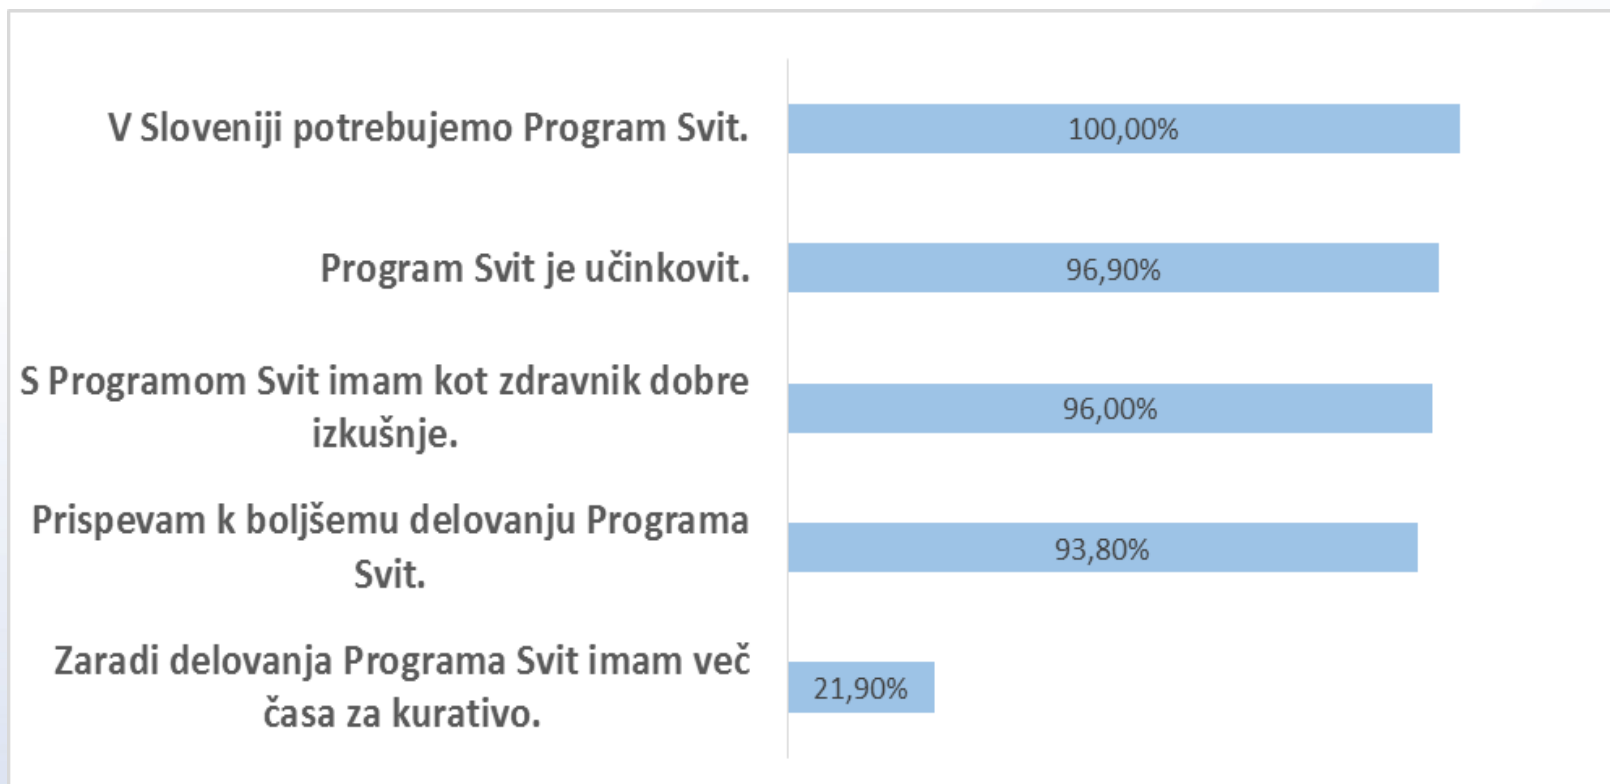 V Sloveniji potrebujemo Program Svit.
100,00%
Program Svit je učinkovit.
96,90%
S Programom Svit imam kot zdravnik dobre
izkušnje.
96,00%
Prispevam k boljšemu delovanju Programa
Svit.
93,80%
Zaradi delovanja Programa Svit imam več
časa za kurativo.
21,90%